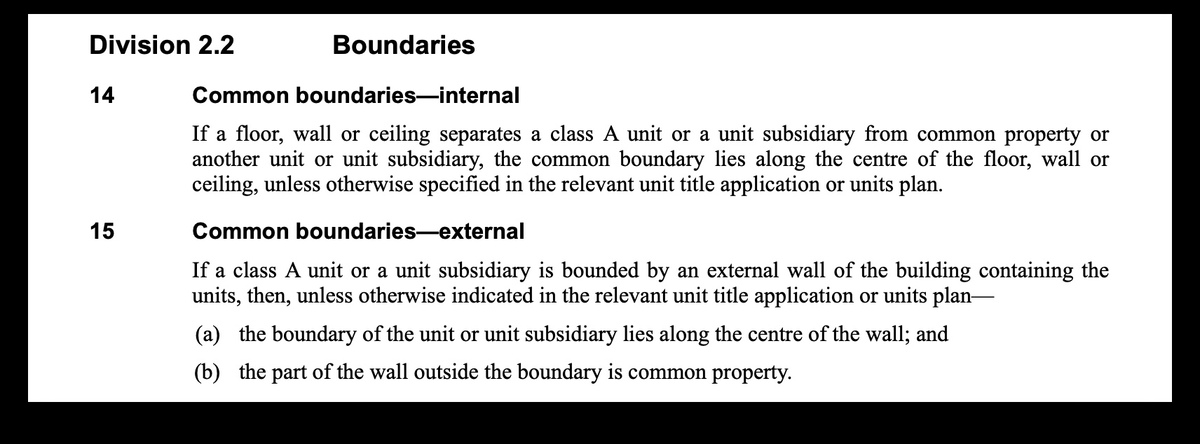 Division 2.2 Boundaries
14 Common boundaries—internal
If a floor, wall or ceiling separates a class A unit or a unit subsidiary from common property or
another unit or unit subsidiary, the common boundary lies along the centre of the floor, wall or
ceiling, unless otherwise specified in the relevant unit title application or units plan.
15 Common boundaries—external
If a class A unit or a unit subsidiary is bounded by an external wall of the building containing the
units, then, unless otherwise indicated in the relevant unit title application or units plan—
(a) the boundary of the unit or unit subsidiary lies along the centre of the wall; and
(b) the part of the wall outside the boundary is common property.